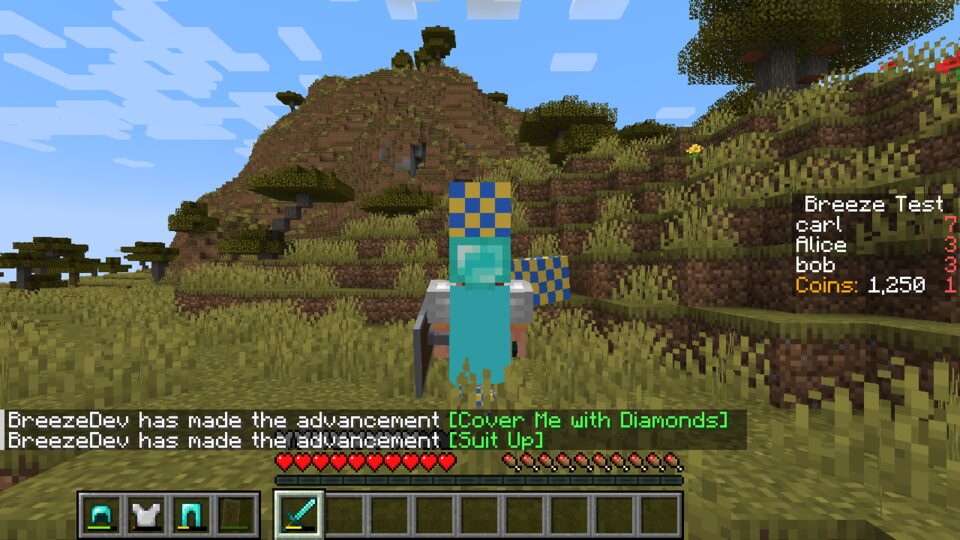 Breeze Test
carl 7
Alice 3
bob 3
Coins: 1,250 1
BreezeDev has made the advancement [Cover Me with Diamonds]
BreezeDev has made the advancement [Suit Up]